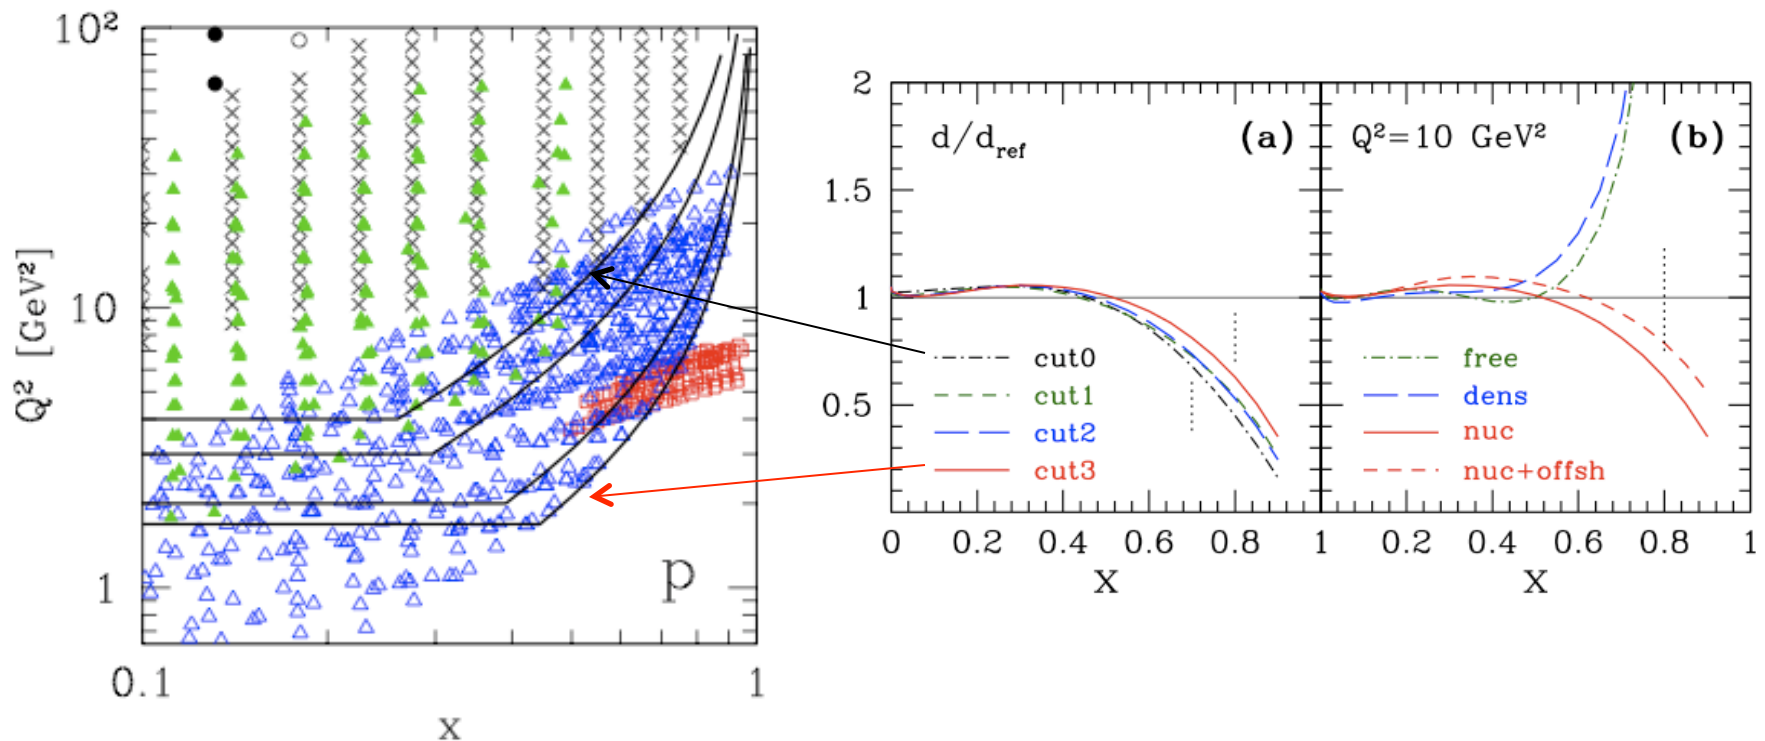 10²
10
1
Q² [GeV²]
0.1
1
x
p
2
1.5
1
0.5
d/d_ref
(a)
cut0
cut1
cut2
cut3
0 0.2 0.4 0.6 0.8
X
Q²=10 GeV²
(b)
free
dens
nuc
nuc+offsh
1 0.2 0.4 0.6 0.8 1
X